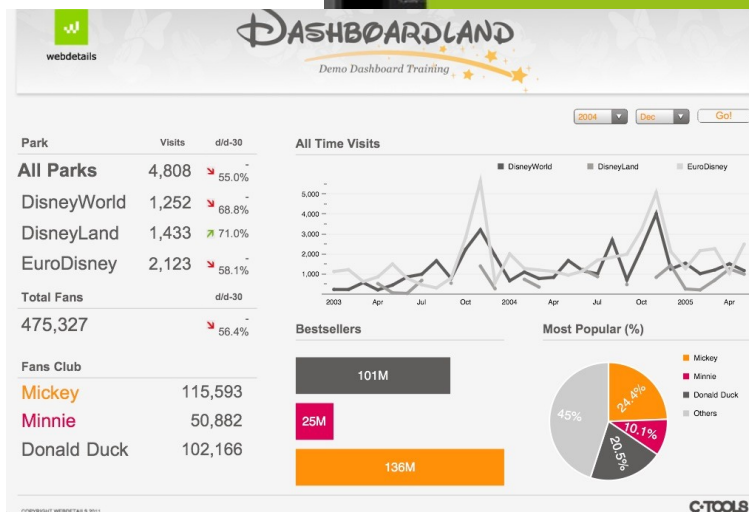 webdetails
DASHBOARDLAND
Demo Dashboard Training
2004 Dec Go!
Park Visits d/d-30
All Parks 4,808 -55.0%
DisneyWorld 1,252 -68.8%
DisneyLand 1,433 71.0%
EuroDisney 2,123 -58.1%
Total Fans d/d-30
475,327 -56.4%
Fans Club
Mickey 115,593
Minnie 50,882
Donald Duck 102,166
All Time Visits
DisneyWorld DisneyLand EuroDisney
5,000
4,000
3,000
2,000
1,000
2003 Apr Jul Oct 2004 Apr Jul Oct 2005 Apr
Bestsellers
101M
25M
136M
Most Popular (%)
Mickey
Minnie
Donald Duck
Others
24.4%
10.1%
20.5%
45%
COPYRIGHT WEBDETAILS 2011
C-TOOLS